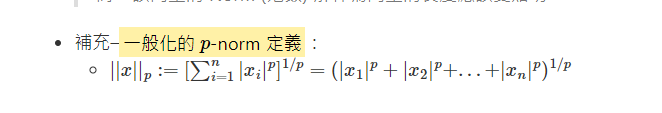 補充–一般化的 p-norm 定義 :
||x||_p := [∑_{i=1}^{n} |x_i|^p]^{1/p} = (|x_1|^p + |x_2|^p+...+|x_n|^p)^{1/p}